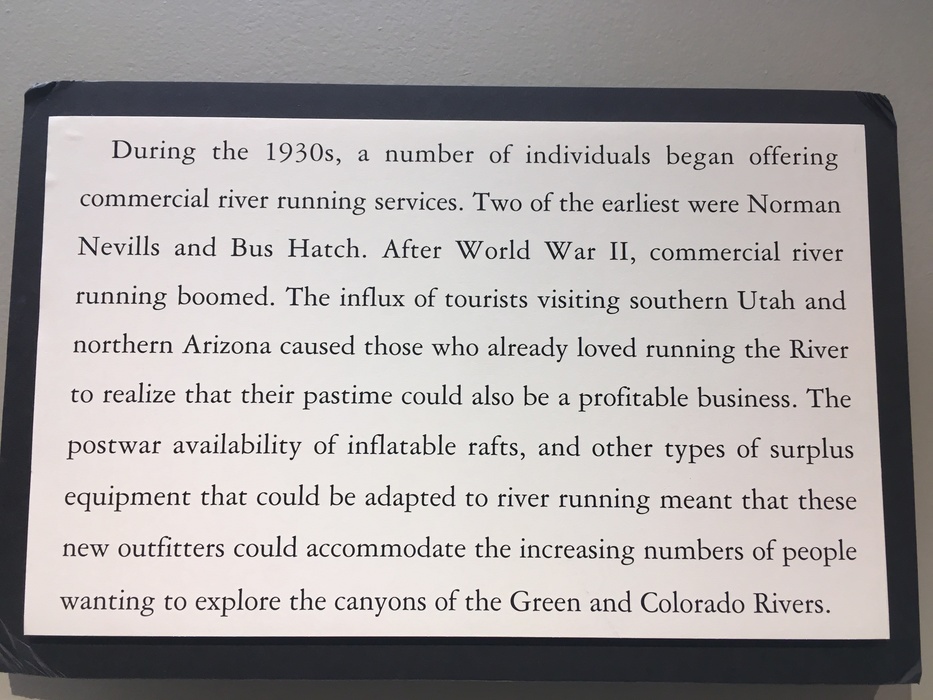 During the 1930s, a number of individuals began offering
commercial river running services. Two of the earliest were Norman
Nevills and Bus Hatch. After World War II, commercial river
running boomed. The influx of tourists visiting southern Utah and
northern Arizona caused those who already loved running the River
to realize that their pastime could also be a profitable business. The
postwar availability of inflatable rafts, and other types of surplus
equipment that could be adapted to river running meant that these
new outfitters could accommodate the increasing numbers of people
wanting to explore the canyons of the Green and Colorado Rivers.